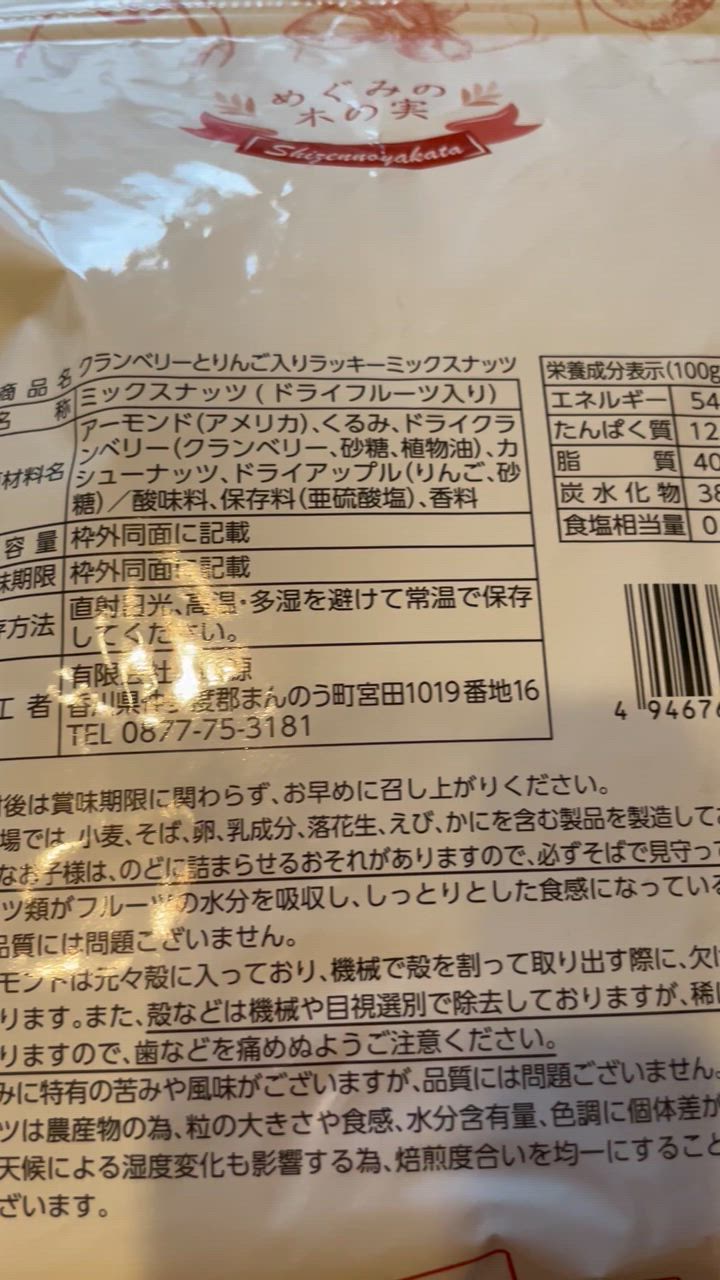 めぐみの
木の実
Shizennoyakata
商品名 クランベリーとりんご入りラッキーミックスナッツ
名 称 ミックスナッツ(ドライフルーツ入り)
材料名 アーモンド(アメリカ)、くるみ、ドライクラ
ンベリー(クランベリー、砂糖、植物油)、カ
シューナッツ、ドライアップル(りんご、砂
糖)/酸味料、保存料(亜硫酸塩)、香料
容量 枠外同面に記載
味期限 枠外同面に記載
存方法 直射日光、高温・多湿を避けて常温で保存
してください。
工者 有限会社 源
香川県仲多度郡まんのう町宮田1019番地16
TEL 0877-75-3181
栄養成分表示(100g
エネルギー 54
たんぱく質 12
脂 質 40
炭水化物 38
食塩相当量 0
4 94676
後は賞味期限に関わらず、お早めに召し上がりください。
場では、小麦、そば、卵、乳成分、落花生、えび、かにを含む製品を製造して
なお子様は、のどに詰まらせるおそれがありますので、必ずそばで見守って
ツ類がフルーツの水分を吸収し、しっとりとした食感になっている
品質には問題ございません。
モンドは元々殻に入っており、機械で殻を割って取り出す際に、欠け
ります。また、殻などは機械や目視選別で除去しておりますが、稀に
りますので、歯などを痛めぬようご注意ください。
みに特有の苦みや風味がございますが、品質には問題ございません。
ツは農産物の為、粒の大きさや食感、水分含有量、色調に個体差が
天候による湿度変化も影響する為、焙煎度合いを均一にすること
ざいます。